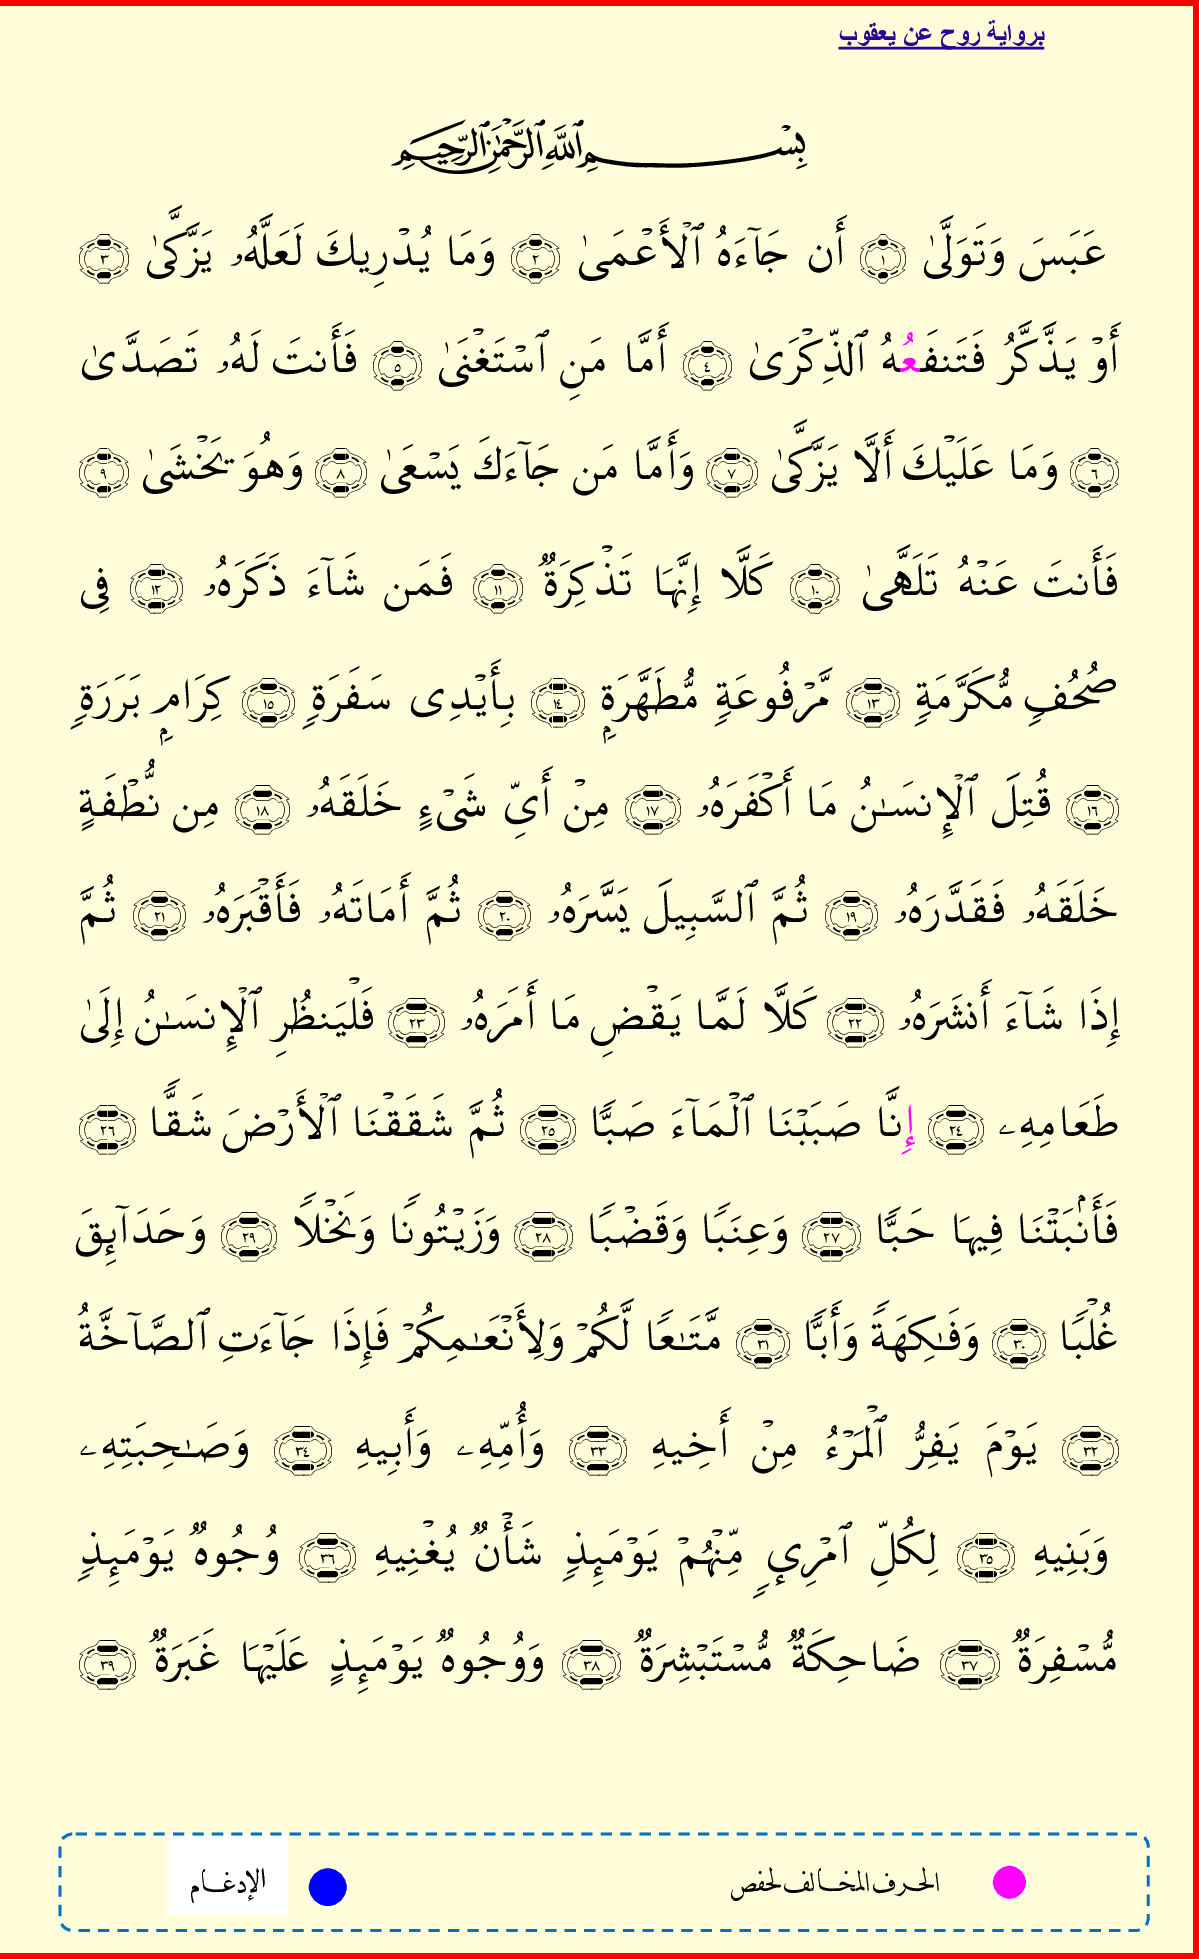 برواية روح عن يعقوب
بِسْمِ ٱللَّهِ ٱلرَّحْمَٰنِ ٱلرَّحِيمِ
عَبَسَ وَتَوَلَّىٰ ١ أَن جَآءَهُ ٱلْأَعْمَىٰ ٢ وَمَا يُدْرِيكَ لَعَلَّهُۥ يَزَّكَّىٰ ٣
أَوْ يَذَّكَّرُ فَتَنفَعُهُ ٱلذِّكْرَىٰ ٤ أَمَّا مَنِ ٱسْتَغْنَىٰ ٥ فَأَنتَ لَهُۥ تَصَدَّىٰ
٦ وَمَا عَلَيْكَ أَلَّا يَزَّكَّىٰ ٧ وَأَمَّا مَن جَآءَكَ يَسْعَىٰ ٨ وَهُوَ يَخْشَىٰ ٩
فَأَنتَ عَنْهُ تَلَهَّىٰ ١٠ كَلَّا إِنَّهَا تَذْكِرَةٌ ١١ فَمَن شَآءَ ذَكَرَهُۥ ١٢ فِى
صُحُفٍ مُّكَرَّمَةٍ ١٣ مَّرْفُوعَةٍ مُّطَهَّرَةٍۭ ١٤ بِأَيْدِى سَفَرَةٍ ١٥ كِرَامٍۭ بَرَرَةٍ
١٦ قُتِلَ ٱلْإِنسَـٰنُ مَا أَكْفَرَهُۥ ١٧ مِنْ أَىِّ شَىْءٍ خَلَقَهُۥ ١٨ مِن نُّطْفَةٍ
خَلَقَهُۥ فَقَدَّرَهُۥ ١٩ ثُمَّ ٱلسَّبِيلَ يَسَّرَهُۥ ٢٠ ثُمَّ أَمَاتَهُۥ فَأَقْبَرَهُۥ ٢١ ثُمَّ
إِذَا شَآءَ أَنشَرَهُۥ ٢٢ كَلَّا لَمَّا يَقْضِ مَا أَمَرَهُۥ ٢٣ فَلْيَنظُرِ ٱلْإِنسَـٰنُ إِلَىٰ
طَعَامِهِۦ ٢٤ إِنَّا صَبَبْنَا ٱلْمَآءَ صَبًّا ٢٥ ثُمَّ شَقَقْنَا ٱلْأَرْضَ شَقًّا ٢٦
فَأَنۢبَتْنَا فِيهَا حَبًّا ٢٧ وَعِنَبًا وَقَضْبًا ٢٨ وَزَيْتُونًا وَنَخْلًا ٢٩ وَحَدَآئِقَ
غُلْبًا ٣٠ وَفَـٰكِهَةً وَأَبًّا ٣١ مَّتَـٰعًا لَّكُمْ وَلِأَنْعَـٰمِكُمْ فَإِذَا جَآءَتِ ٱلصَّآخَّةُ
٣٢ يَوْمَ يَفِرُّ ٱلْمَرْءُ مِنْ أَخِيهِ ٣٣ وَأُمِّهِۦ وَأَبِيهِ ٣٤ وَصَـٰحِبَتِهِۦ
وَبَنِيهِ ٣٥ لِكُلِّ ٱمْرِئٍ مِّنْهُمْ يَوْمَئِذٍ شَأْنٌ يُغْنِيهِ ٣٦ وُجُوهٌ يَوْمَئِذٍ
مُّسْفِرَةٌ ٣٧ ضَاحِكَةٌ مُّسْتَبْشِرَةٌ ٣٨ وَوُجُوهٌ يَوْمَئِذٍ عَلَيْهَا غَبَرَةٌ ٣٩
الحرف المخالف لحفص الإدغام